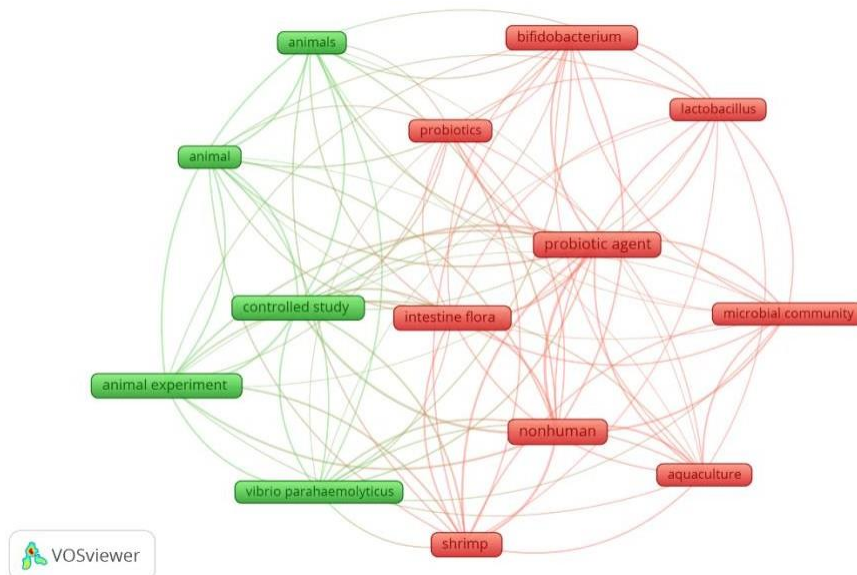 bifidobacterium
animals
lactobacillus
probiotics
animal
probiotic agent
controlled study
intestine flora
microbial community
animal experiment
nonhuman
aquaculture
vibrio parahaemolyticus
shrimp
VOSviewer